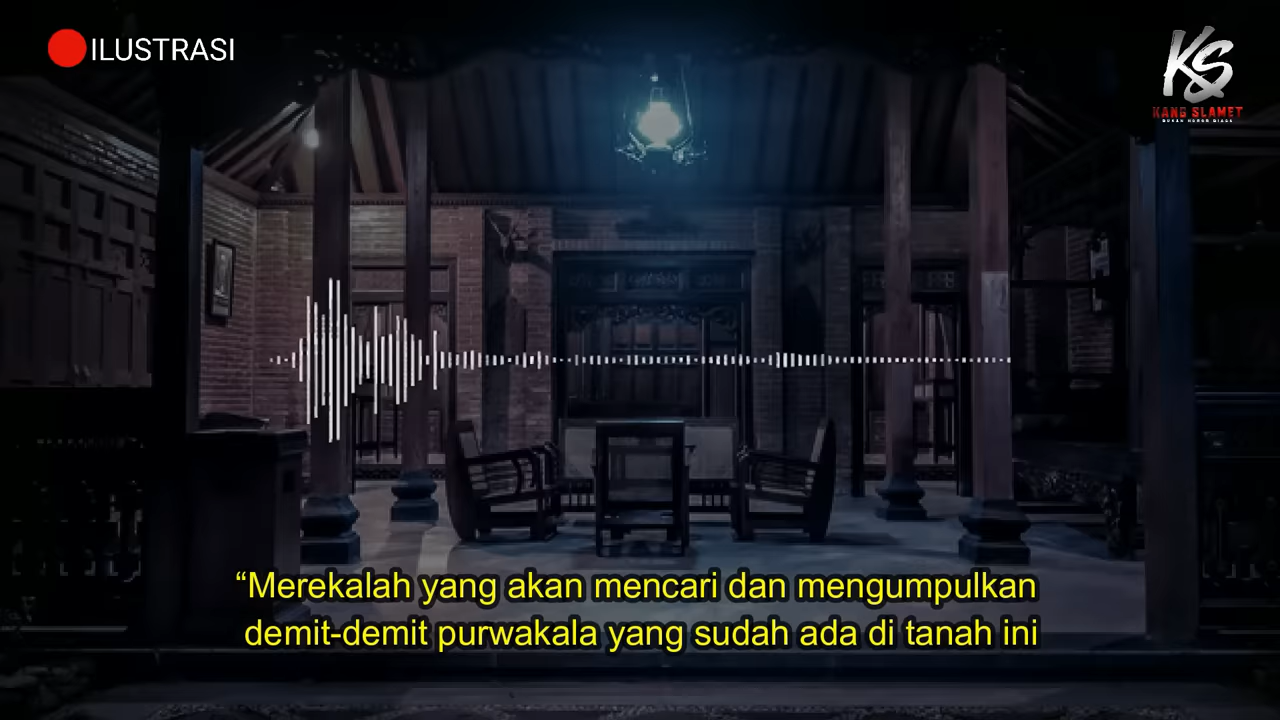 ILUSTRASI
KS
KANG SLAMET
“Merekalah yang akan mencari dan mengumpulkan
demit-demit purwakala yang sudah ada di tanah ini